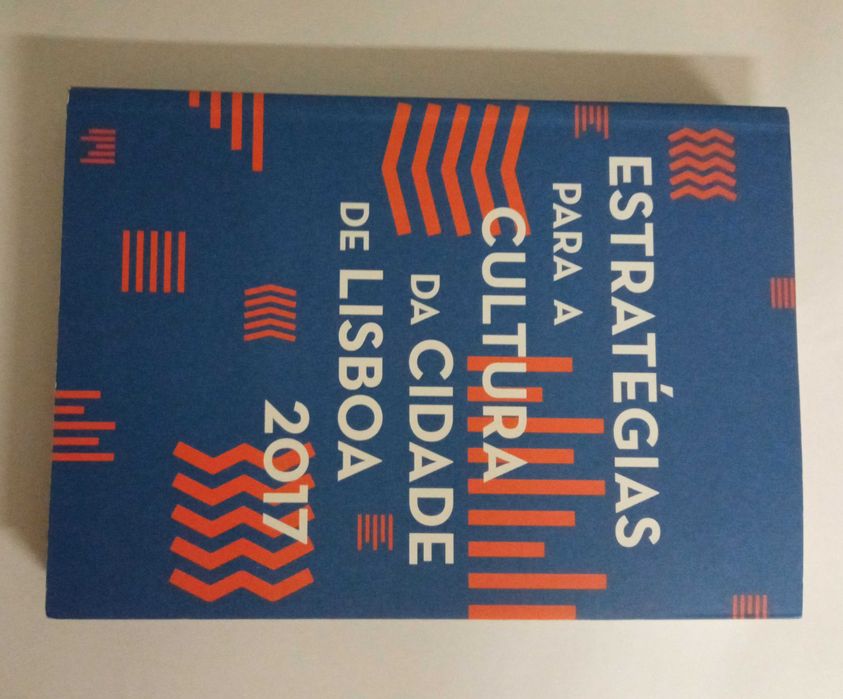 ESTRATÉGIAS
PARA A
CULTURA
DA CIDADE
DE LISBOA
2017